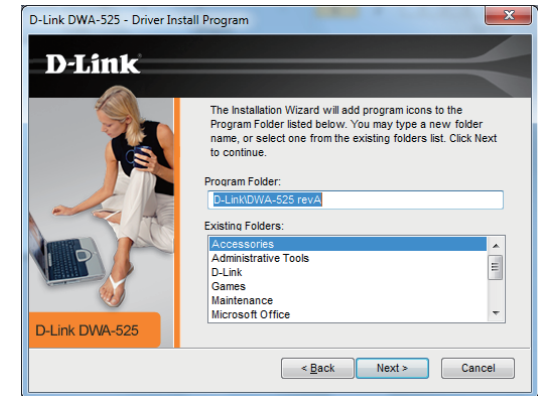 D-Link DWA-525 - Driver Install Program
D-Link
The Installation Wizard will add program icons to the
Program Folder listed below. You may type a new folder
name, or select one from the existing folders list. Click Next
to continue.
Program Folder:
D-Link\DWA-525 revA
Existing Folders:
Accessories
Administrative Tools
D-Link
Games
Maintenance
Microsoft Office
D-Link DWA-525
< Back Next > Cancel